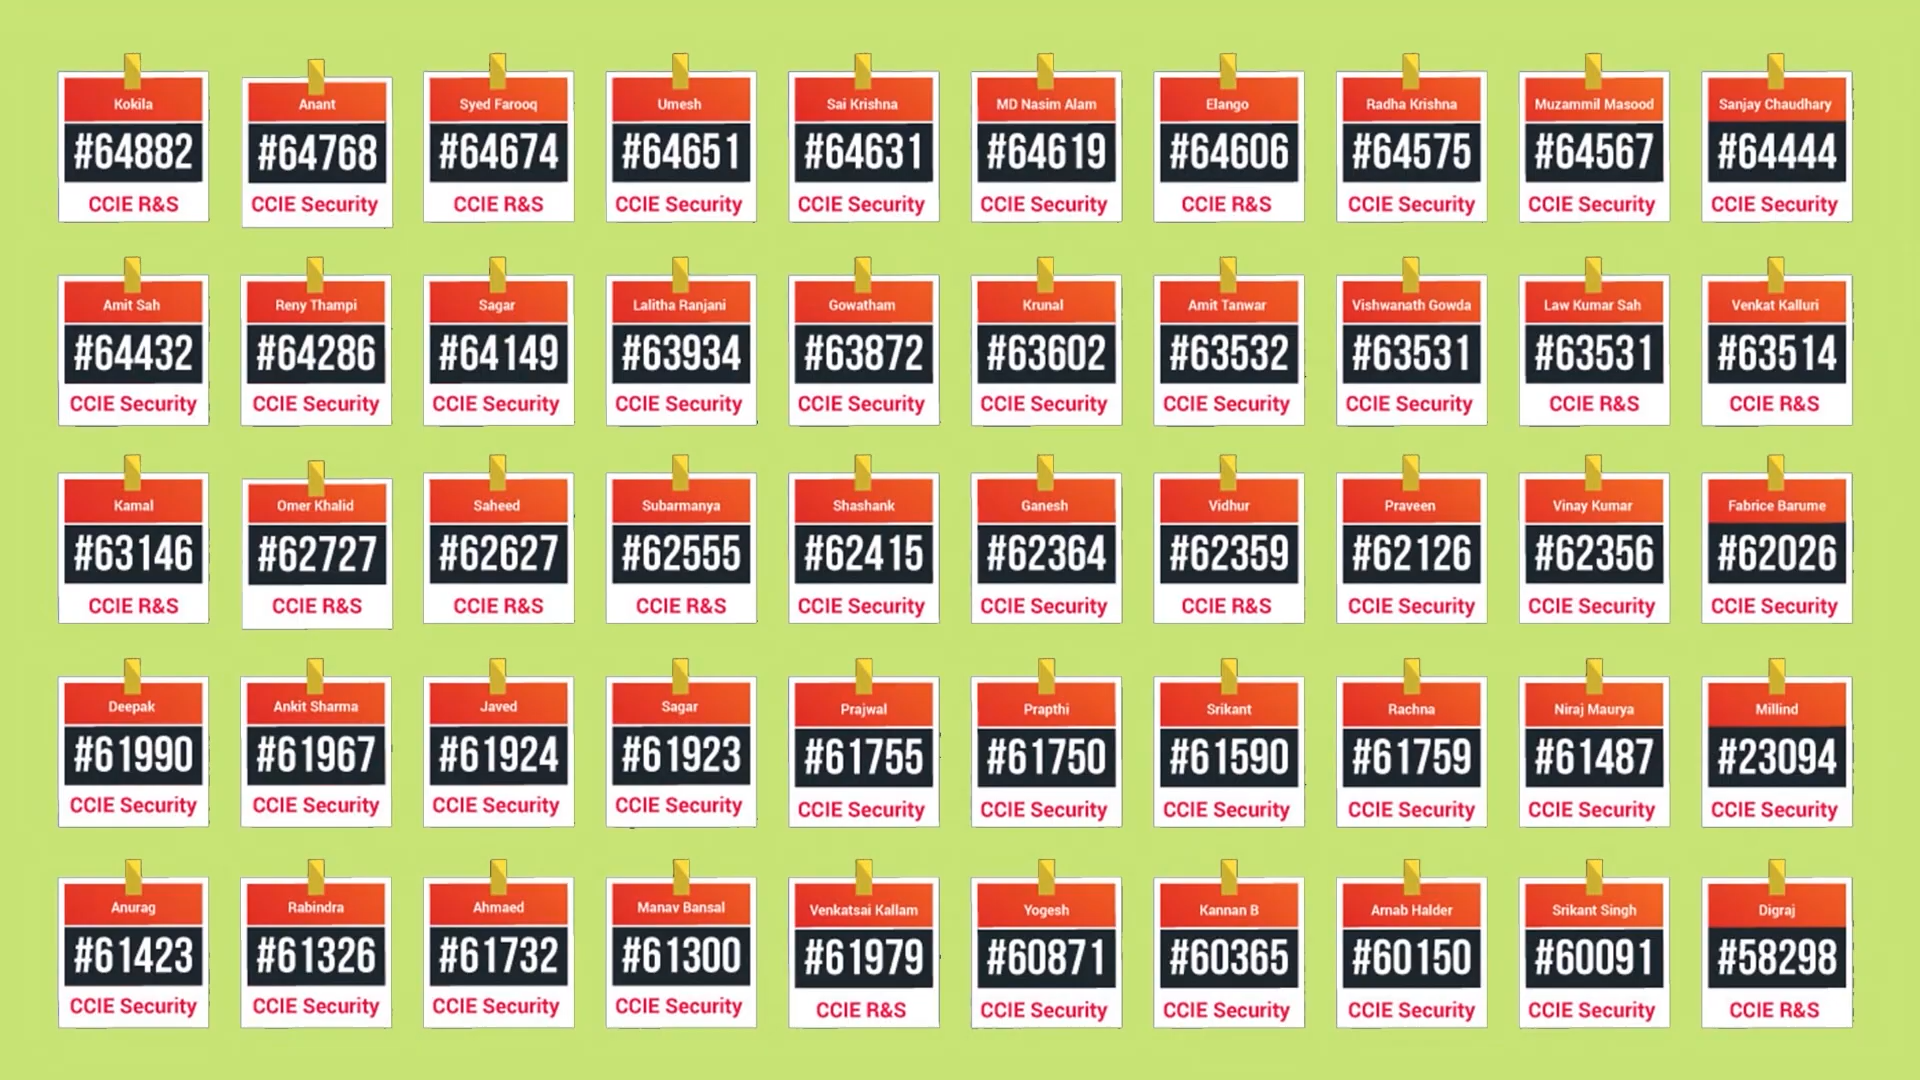 Kokila
#64882
CCIE R&S
Anant
#64768
CCIE Security
Syed Farooq
#64674
CCIE R&S
Umesh
#64651
CCIE Security
Sai Krishna
#64631
CCIE Security
MD Nasim Alam
#64619
CCIE Security
Elango
#64606
CCIE R&S
Radha Krishna
#64575
CCIE Security
Muzammil Masood
#64567
CCIE Security
Sanjay Chaudhary
#64444
CCIE Security
Amit Sah
#64432
CCIE Security
Reny Thampi
#64286
CCIE Security
Sagar
#64149
CCIE Security
Lalitha Ranjani
#63934
CCIE Security
Gowatham
#63872
CCIE Security
Krunal
#63602
CCIE Security
Amit Tanwar
#63532
CCIE Security
Vishwanath Gowda
#63531
CCIE Security
Law Kumar Sah
#63531
CCIE R&S
Venkat Kalluri
#63514
CCIE R&S
Kamal
#63146
CCIE R&S
Omer Khalid
#62727
CCIE R&S
Saheed
#62627
CCIE R&S
Subarmanya
#62555
CCIE R&S
Shashank
#62415
CCIE Security
Ganesh
#62364
CCIE Security
Vidhur
#62359
CCIE R&S
Praveen
#62126
CCIE Security
Vinay Kumar
#62356
CCIE Security
Fabrice Barume
#62026
CCIE Security
Deepak
#61990
CCIE Security
Ankit Sharma
#61967
CCIE Security
Javed
#61924
CCIE Security
Sagar
#61923
CCIE Security
Prajwal
#61755
CCIE Security
Prapthi
#61750
CCIE Security
Srikant
#61590
CCIE Security
Rachna
#61759
CCIE Security
Niraj Maurya
#61487
CCIE Security
Millind
#23094
CCIE Security
Anurag
#61423
CCIE Security
Rabindra
#61326
CCIE Security
Ahmaed
#61732
CCIE Security
Manav Bansal
#61300
CCIE Security
Venkatsai Kallam
#61979
CCIE R&S
Yogesh
#60871
CCIE Security
Kannan B
#60365
CCIE Security
Arnab Halder
#60150
CCIE Security
Srikant Singh
#60091
CCIE Security
Digraj
#58298
CCIE R&S